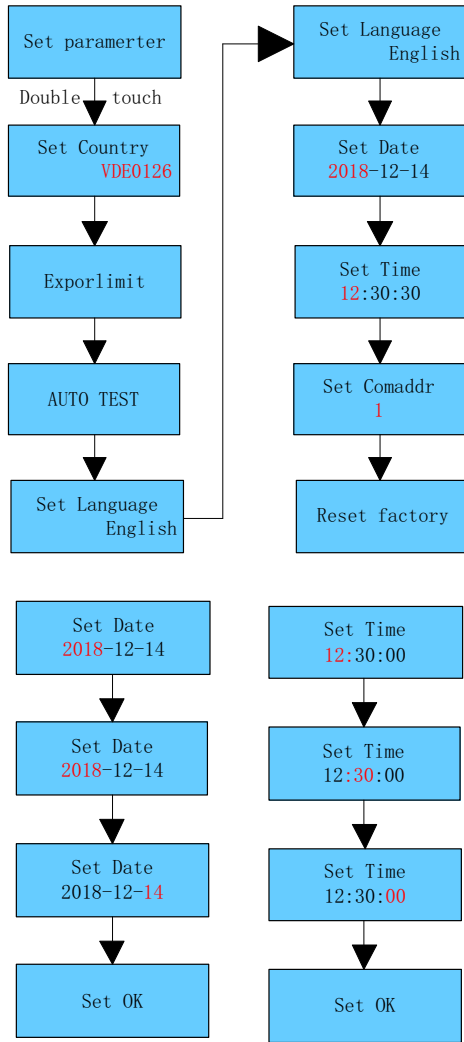 Set paramerter
Double touch
Set Country
VDE0126
Exporlimit
AUTO TEST
Set Language
English
Set Language
English
Set Date
2018-12-14
Set Time
12:30:30
Set Comaddr
1
Reset factory
Set Date
2018-12-14
Set Date
2018-12-14
Set Date
2018-12-14
Set OK
Set Time
12:30:00
Set Time
12:30:00
Set Time
12:30:00
Set OK